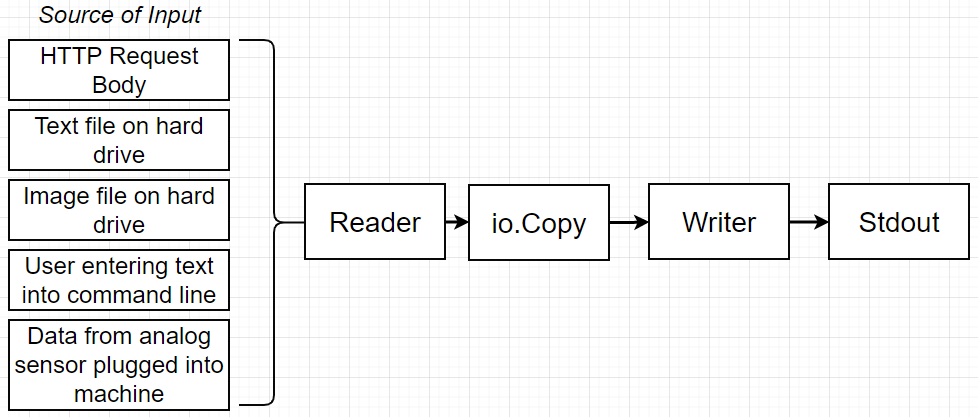 Source of Input
HTTP Request
Body
Text file on hard
drive
Image file on hard
drive
User entering text
into command line
Data from analog
sensor plugged into
machine
Reader
io.Copy
Writer
Stdout